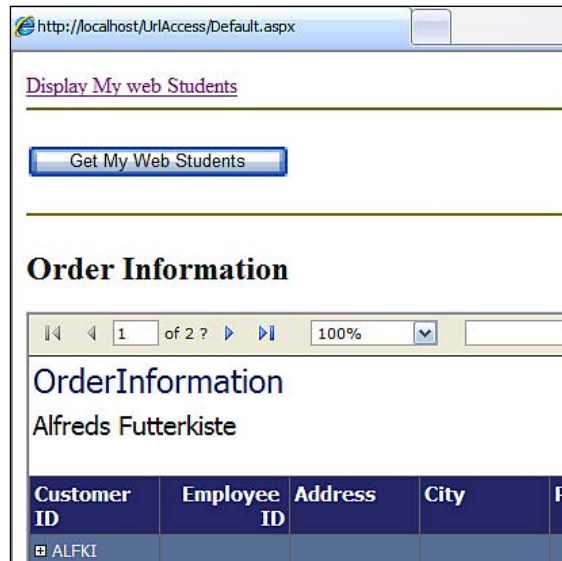 http://localhost/UrlAccess/Default.aspx
Display My web Students
Get My Web Students
Order Information
1 of 2 ? 100%
OrderInformation
Alfreds Futterkiste
Customer ID Employee ID Address City
ALFKI